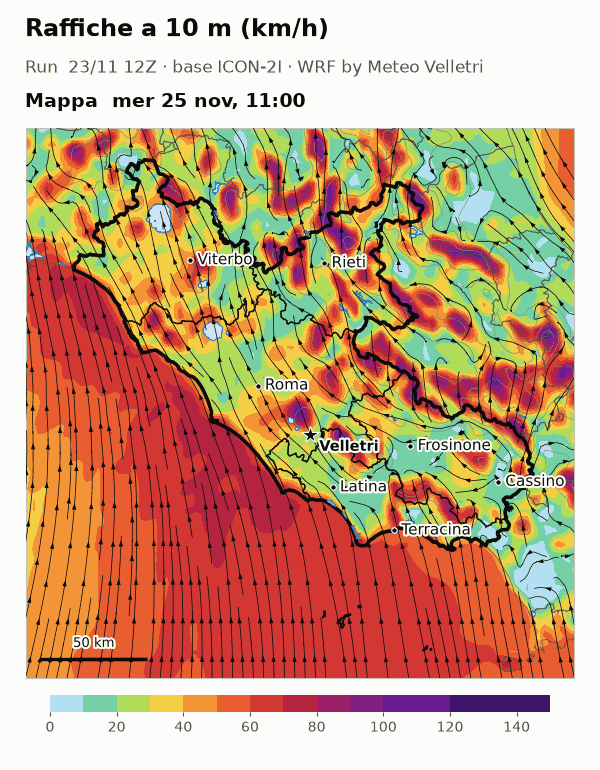 Raffiche a 10 m (km/h)
Run  23/11 12Z · base ICON-2I · WRF by Meteo Velletri
Mappa  mer 25 nov, 11:00
Viterbo
Rieti
Roma
Velletri
Frosinone
Cassino
Latina
Terracina
50 km
0 20 40 60 80 100 120 140